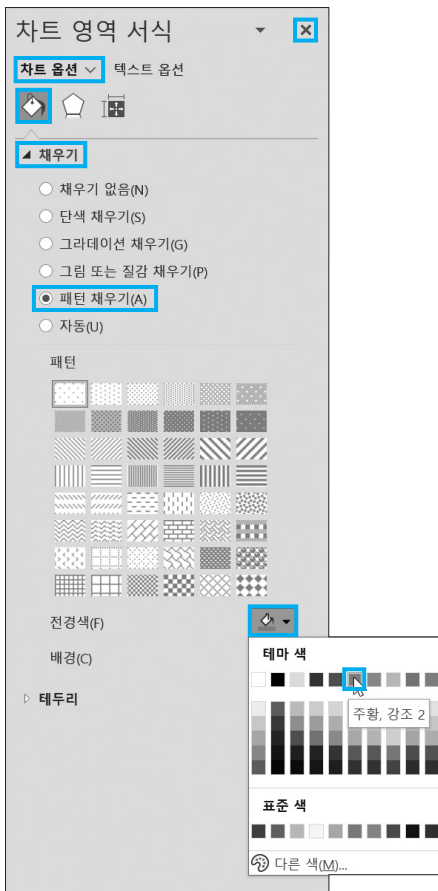 차트 영역 서식
차트 옵션 텍스트 옵션
채우기
채우기 없음(N)
단색 채우기(S)
그라데이션 채우기(G)
그림 또는 질감 채우기(P)
패턴 채우기(A)
자동(U)
패턴
전경색(F)
배경(C)
테두리
테마 색
주황, 강조 2
표준 색
다른 색(M)...